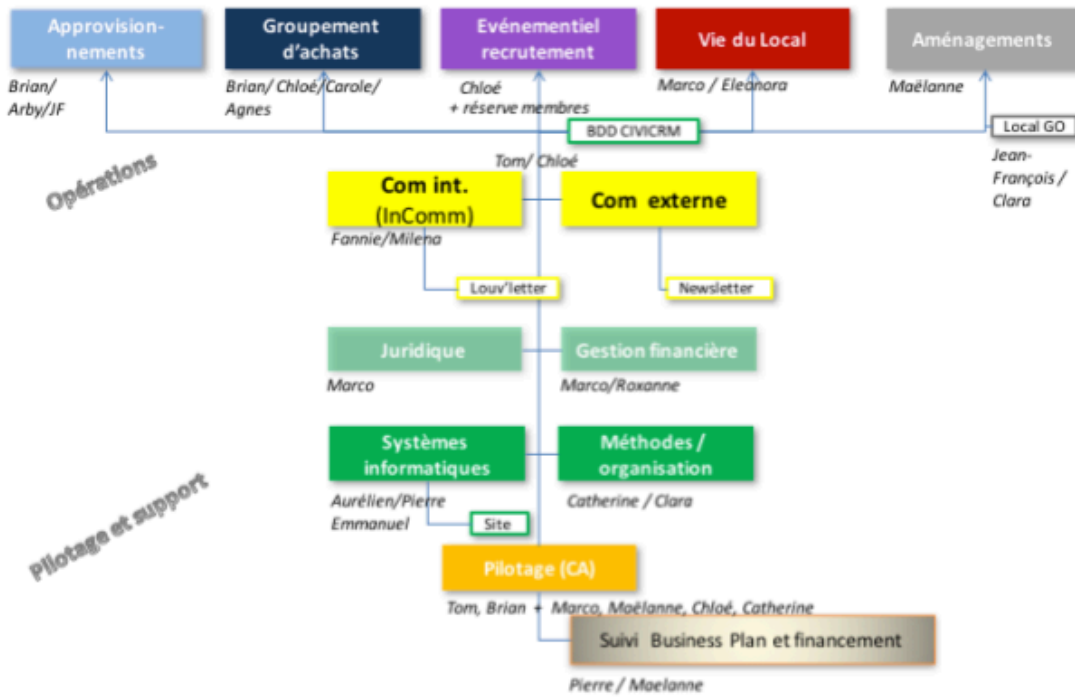 Approvision-
nements
Groupement
d'achats
Evénementiel
recrutement
Vie du Local
Aménagements
Brian/
Arby/JF
Brian/ Chloé/Carole/
Agnes
Chloé
+ réserve membres
Marco / Eleonora
Maëlanne
BDD CIVICRM
Local GO
Jean-
François /
Clara
Opérations
Tom/ Chloé
Com int.
(InComm)
Com externe
Fannie/Milena
Louv'letter
Newsletter
Juridique
Gestion financière
Marco
Marco/Roxanne
Systèmes
informatiques
Méthodes /
organisation
Aurélien/Pierre
Emmanuel
Catherine / Clara
Site
Pilotage et support
Pilotage (CA)
Tom, Brian + Marco, Maëlanne, Chloé, Catherine
Suivi Business Plan et financement
Pierre / Maelanne